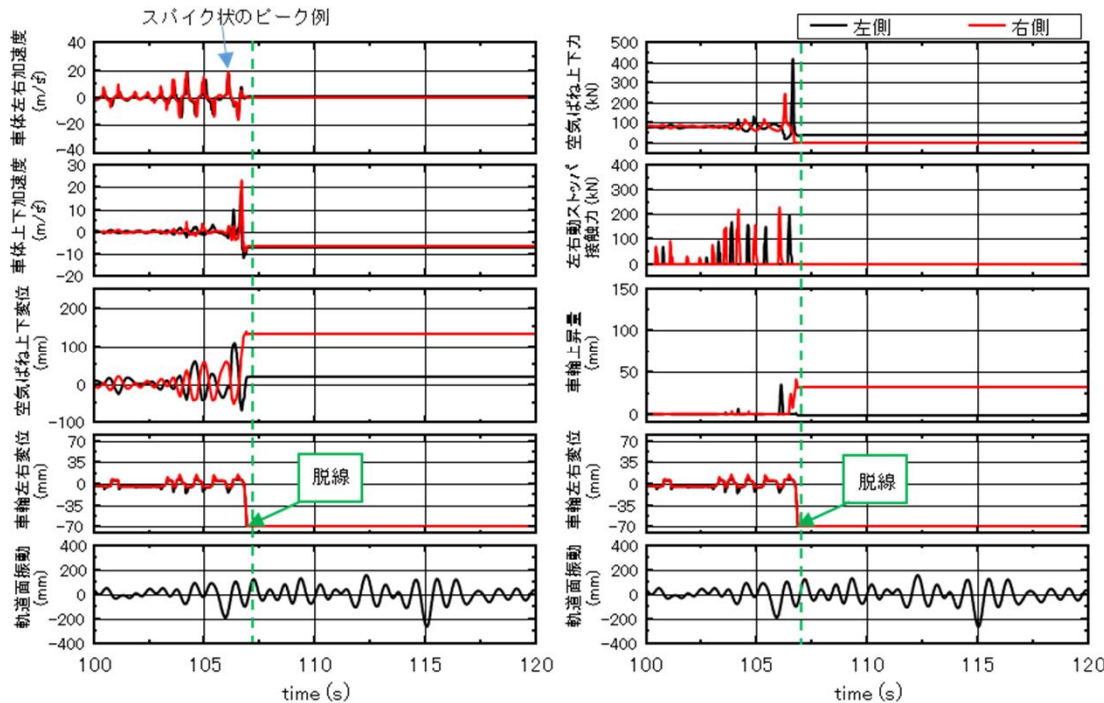 スパイク状のピーク例
左側
右側
車体左右加速度
(m/s²)
40
20
0
-20
-40
車体上下加速度
(m/s²)
30
20
10
0
-10
-20
空気ばね上下変位
(mm)
200
100
0
-100
車輪左右変位
(mm)
70
35
0
-35
-70
脱線
軌道面振動
(mm)
400
200
0
-200
-400
100
105
110
115
120
time (s)
空気ばね上下力
(kN)
500
400
300
200
100
0
左右動ストッパ
接触力 (kN)
400
300
200
100
0
車輪上昇量
(mm)
150
100
50
0
車輪左右変位
(mm)
70
35
0
-35
-70
脱線
軌道面振動
(mm)
400
200
0
-200
-400
100
105
110
115
120
time (s)